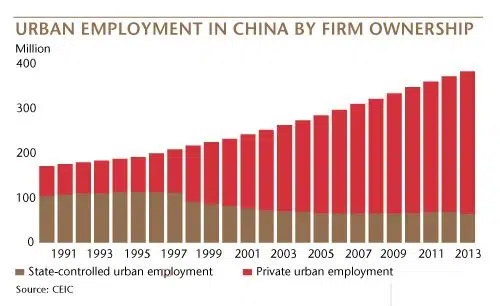 URBAN EMPLOYMENT IN CHINA BY FIRM OWNERSHIP
Million
400
300
200
100
0
1991 1993 1995 1997 1999 2001 2003 2005 2007 2009 2011 2013
State-controlled urban employment Private urban employment
Source: CEIC